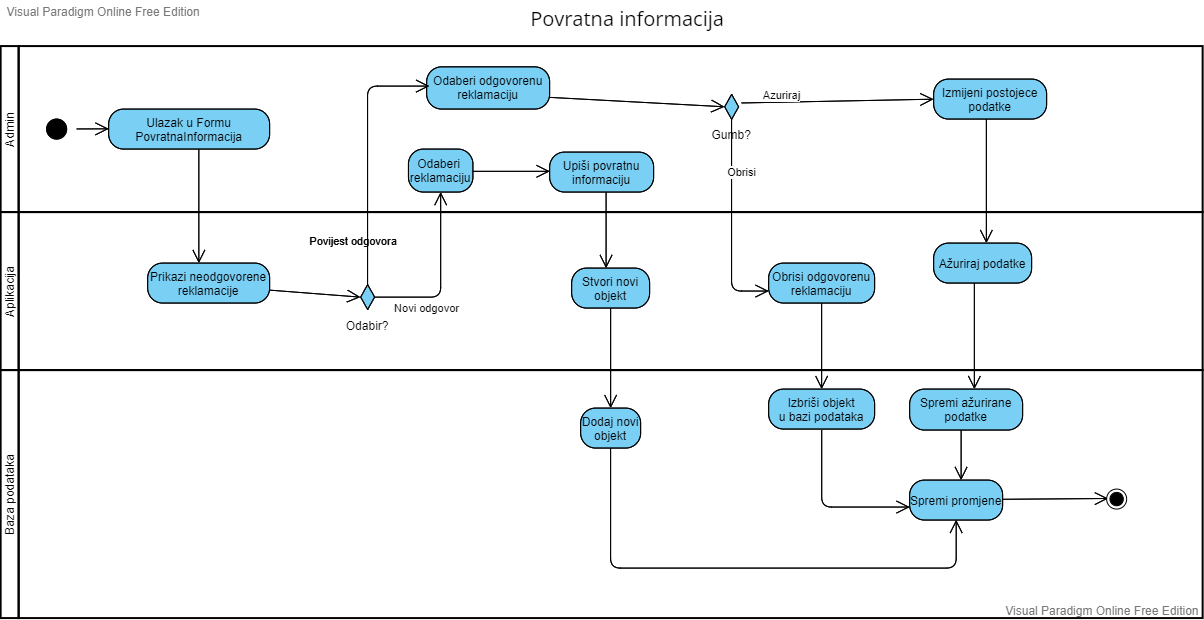 Visual Paradigm Online Free Edition
Povratna informacija
Admin
Ulazak u Formu
PovratnaInformacija
Odaberi odgovorenu
reklamaciju
Gumb?
Azuriraj
Izmijeni postojece
podatke
Odaberi
reklamaciju
Upiši povratnu
informaciju
Obrisi
Aplikacija
Povijest odgovora
Prikazi neodgovorene
reklamacije
Odabir?
Novi odgovor
Stvori novi
objekt
Obrisi odgovorenu
reklamaciju
Ažuriraj podatke
Baza podataka
Dodaj novi
objekt
Izbriši objekt
u bazi podataka
Spremi ažurirane
podatke
Spremi promjene
Visual Paradigm Online Free Edition